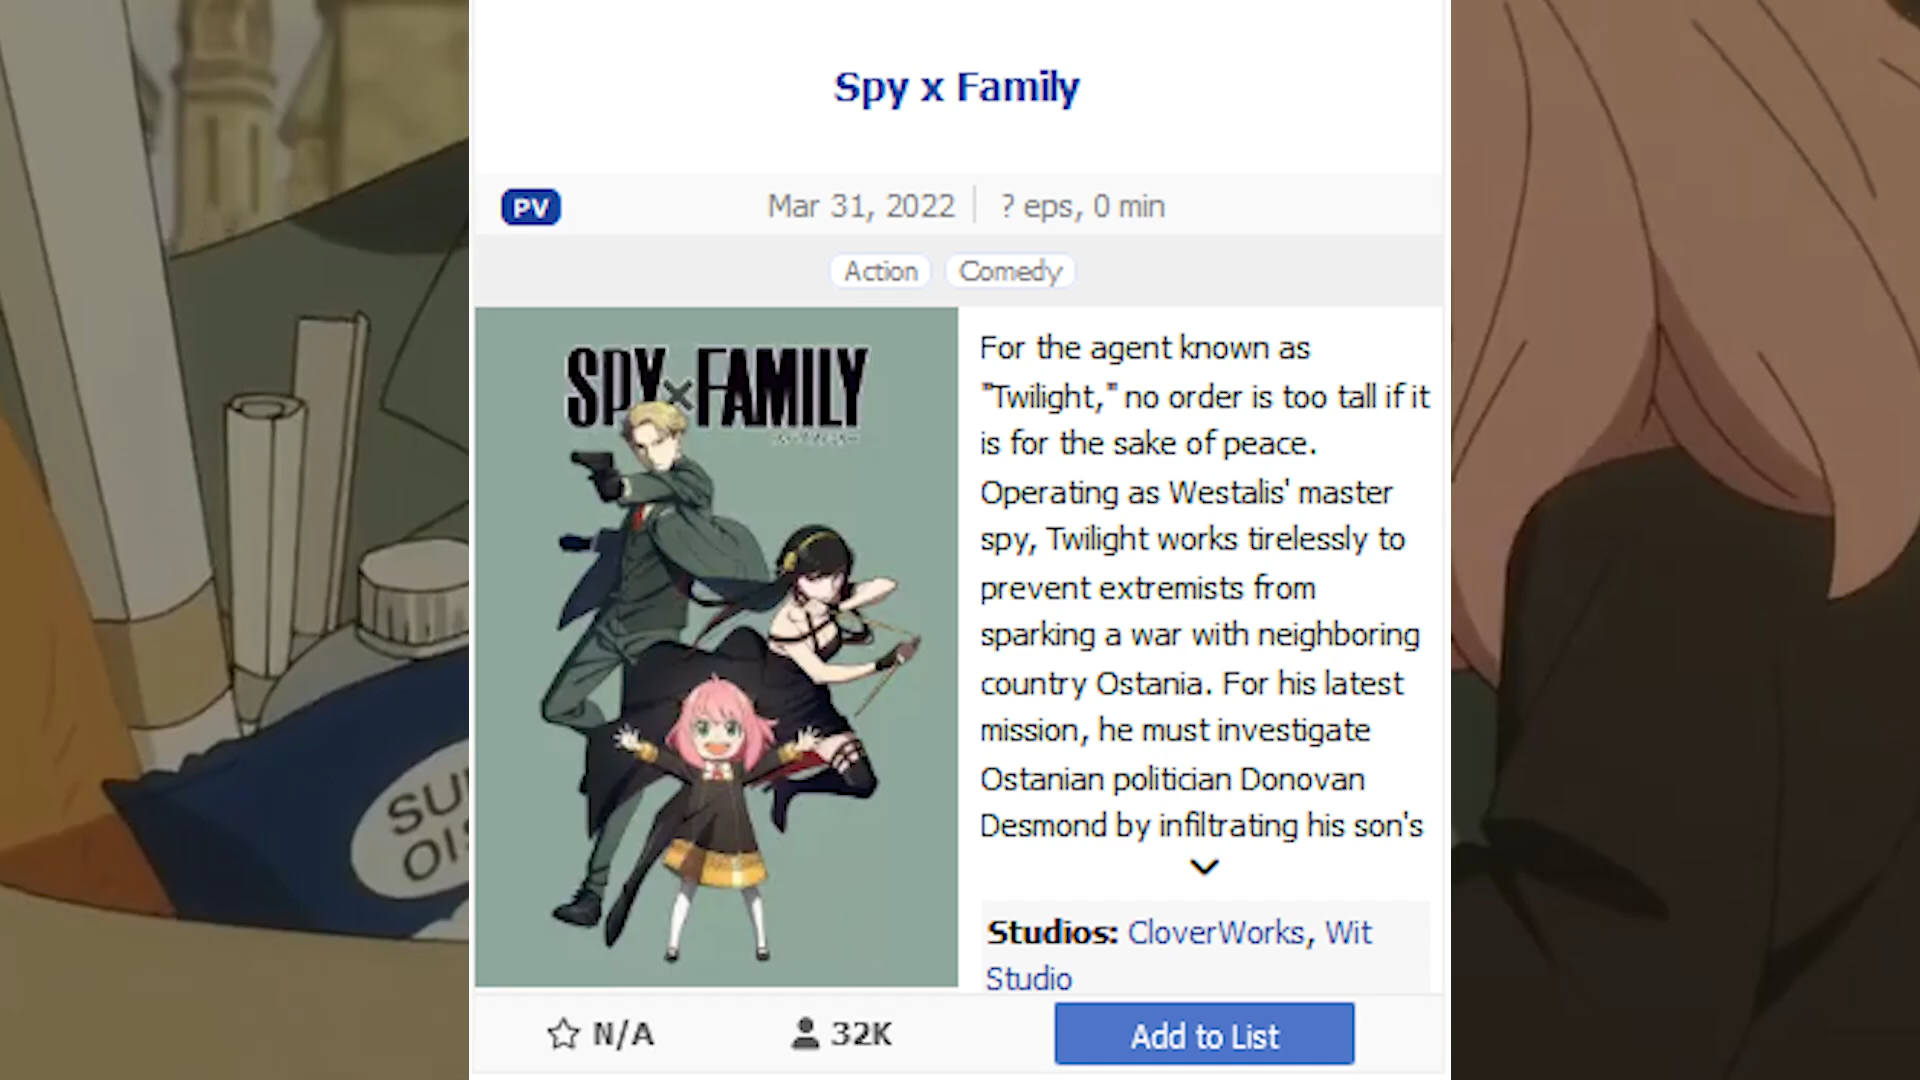 Spy x Family
PV
Mar 31, 2022
? eps, 0 min
Action
Comedy
SPY×FAMILY
For the agent known as
"Twilight," no order is too tall if it
is for the sake of peace.
Operating as Westalis' master
spy, Twilight works tirelessly to
prevent extremists from
sparking a war with neighboring
country Ostania. For his latest
mission, he must investigate
Ostanian politician Donovan
Desmond by infiltrating his son's
Studios: CloverWorks, Wit
Studio
N/A
32K
Add to List